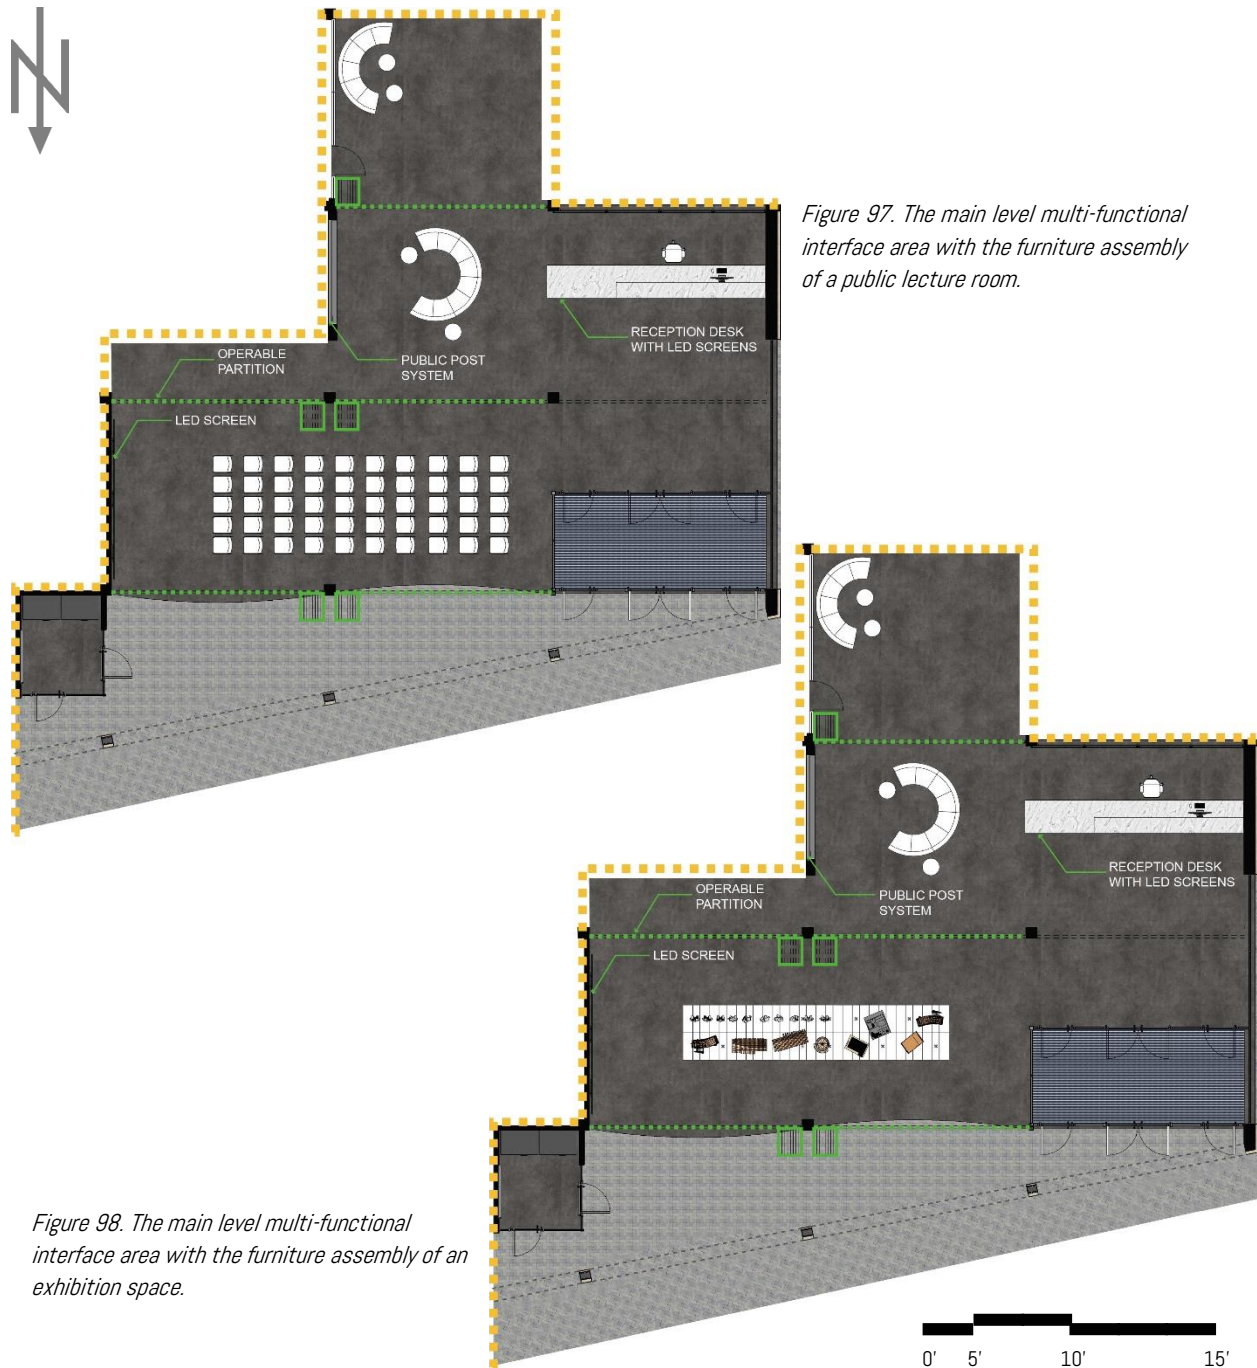 N
Figure 97. The main level multi-functional
interface area with the furniture assembly
of a public lecture room.
RECEPTION DESK
WITH LED SCREENS
OPERABLE
PARTITION
PUBLIC POST
SYSTEM
LED SCREEN
RECEPTION DESK
WITH LED SCREENS
OPERABLE
PARTITION
PUBLIC POST
SYSTEM
LED SCREEN
Figure 98. The main level multi-functional
interface area with the furniture assembly of an
exhibition space.
0' 5' 10' 15'